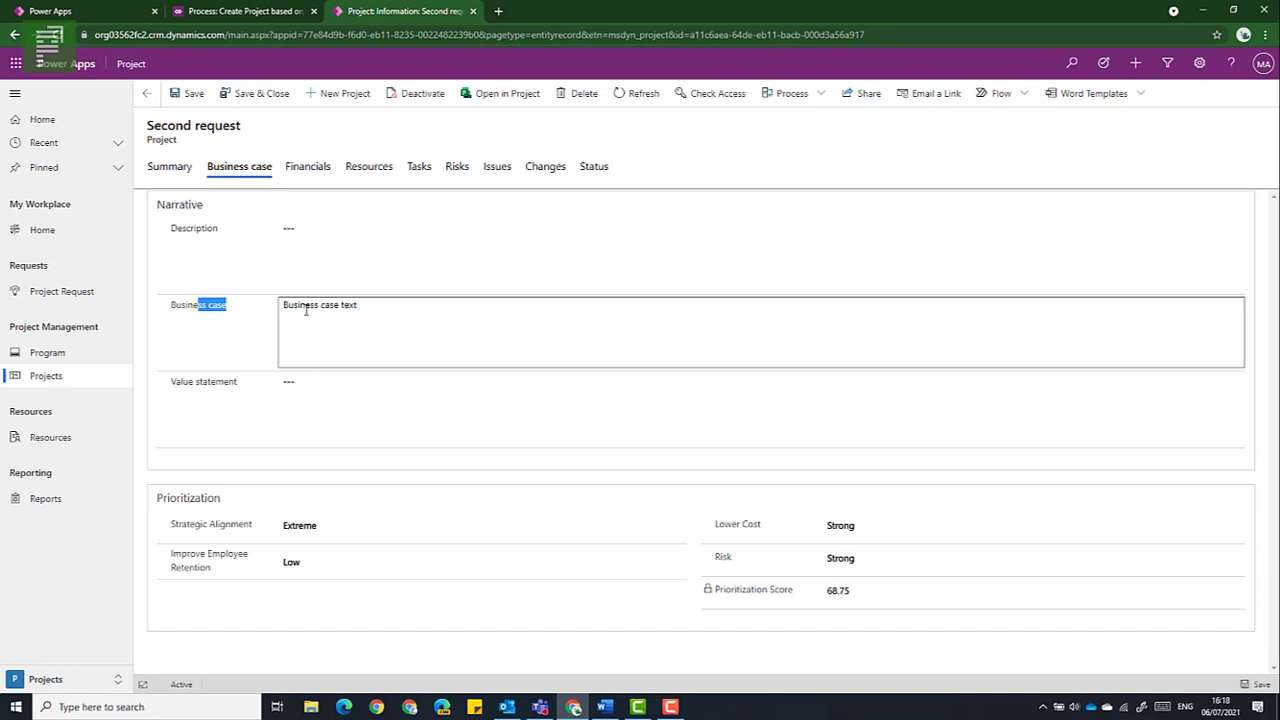 Power Apps
Process: Create Project based on
Project: Information: Second req
org03562fc2.crm.dynamics.com/main.aspx?appid=77e84d9b-f6d0-eb11-8235-0022482239b0&pagetype=entityrecord&etn=msdyn_project&id=a11c6aea-64de-eb11-bacb-000d3a56a917
Power Apps
Project
MA
Save
Save & Close
New Project
Deactivate
Open in Project
Delete
Refresh
Check Access
Process
Share
Email a Link
Flow
Word Templates
Home
Recent
Pinned
My Workplace
Home
Requests
Project Request
Project Management
Program
Projects
Resources
Resources
Reporting
Reports
P Projects
Second request
Project
Summary
Business case
Financials
Resources
Tasks
Risks
Issues
Changes
Status
Narrative
Description ---
Business case Business case text
Value statement ---
Prioritization
Strategic Alignment Extreme
Improve Employee
Retention Low
Lower Cost Strong
Risk Strong
Prioritization Score 68.75
Active
Save
Type here to search
ENG
16:18
06/07/2021